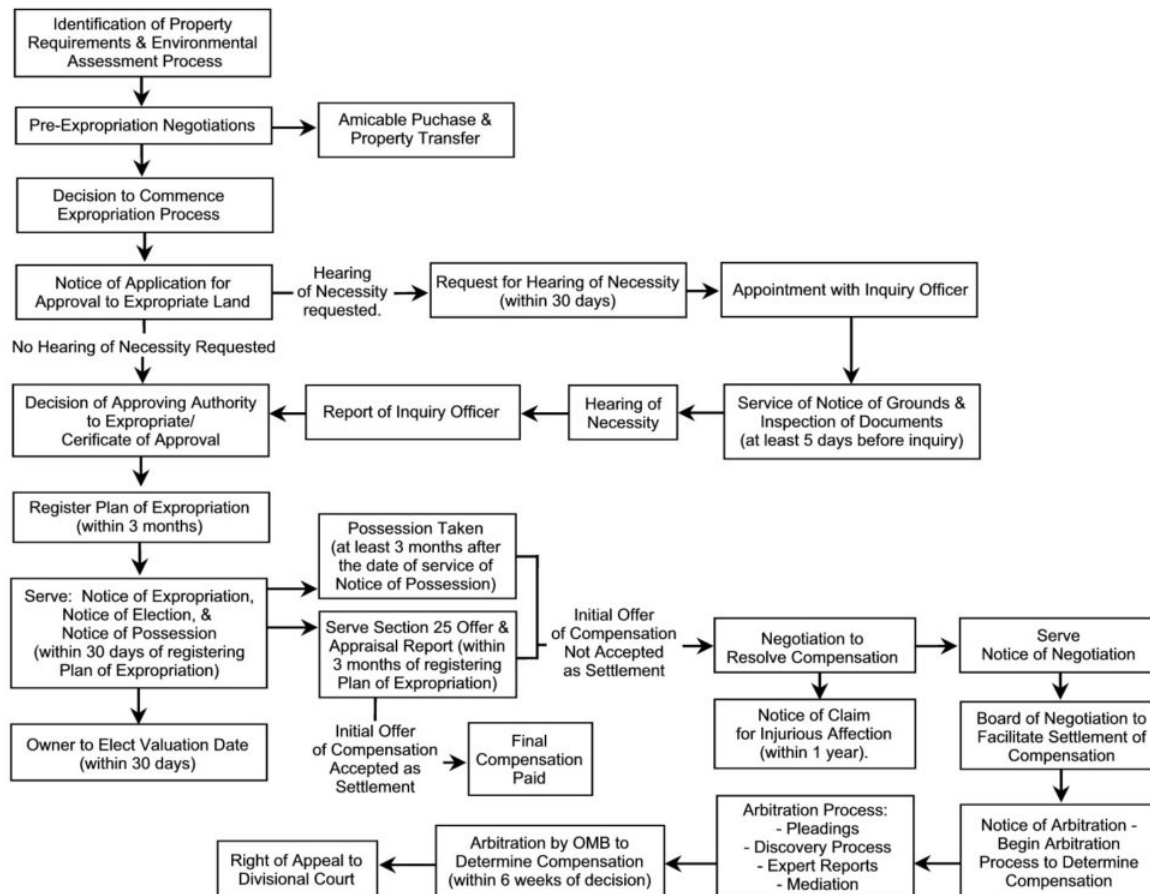 Identification of Property
Requirements & Environmental
Assessment Process
Pre-Expropriation Negotiations
Amicable Puchase &
Property Transfer
Decision to Commence
Expropriation Process
Notice of Application for
Approval to Expropriate Land
Hearing
of Necessity
requested.
Request for Hearing of Necessity
(within 30 days)
Appointment with Inquiry Officer
No Hearing of Necessity Requested
Decision of Approving Authority
to Expropriate/
Cerificate of Approval
Report of Inquiry Officer
Hearing of
Necessity
Service of Notice of Grounds &
Inspection of Documents
(at least 5 days before inquiry)
Register Plan of Expropriation
(within 3 months)
Possession Taken
(at least 3 months after
the date of service of
Notice of Possession)
Serve: Notice of Expropriation,
Notice of Election, &
Notice of Possession
(within 30 days of registering
Plan of Expropriation)
Serve Section 25 Offer &
Appraisal Report (within
3 months of registering
Plan of Expropriation)
Initial Offer
of Compensation
Not Accepted
as Settlement
Negotiation to
Resolve Compensation
Serve
Notice of Negotiation
Owner to Elect Valuation Date
(within 30 days)
Initial Offer
of Compensation
Accepted as
Settlement
Final
Compensation
Paid
Notice of Claim
for Injurious Affection
(within 1 year).
Board of Negotiation to
Facilitate Settlement of
Compensation
Right of Appeal to
Divisional Court
Arbitration by OMB to
Determine Compensation
(within 6 weeks of decision)
Arbitration Process:
- Pleadings
- Discovery Process
- Expert Reports
- Mediation
Notice of Arbitration -
Begin Arbitration
Process to Determine
Compensation